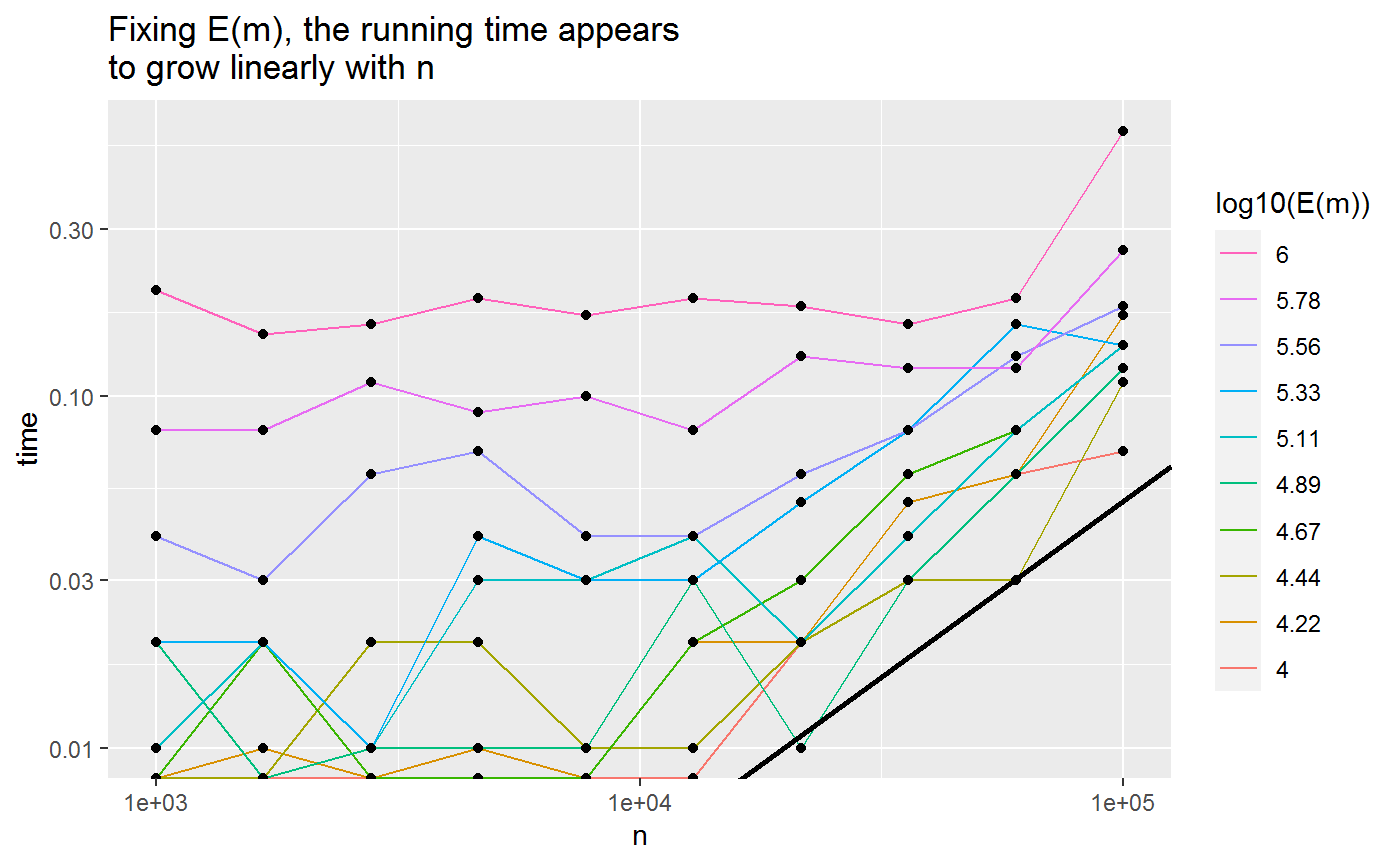 Fixing E(m), the running time appears
to grow linearly with n
time
0.30
0.10
0.03
0.01
1e+03
1e+04
1e+05
n
log10(E(m))
6
5.78
5.56
5.33
5.11
4.89
4.67
4.44
4.22
4